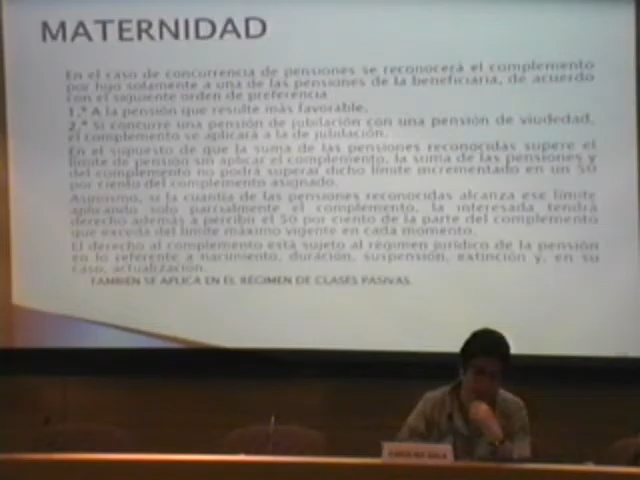 MATERNIDAD
En el caso de concurrencia de pensiones se reconocerá el complemento
por hijo solamente a una de las pensiones de la beneficiaria, de acuerdo
con el siguiente orden de preferencia
1.º A la pensión que resulte más favorable.
2.º Si concurre una pensión de jubilación con una pensión de viudedad,
el complemento se aplicará a la de jubilación.
En el supuesto de que la suma de las pensiones reconocidas supere el
límite de pensión sin aplicar el complemento, la suma de las pensiones y
del complemento no podrá superar dicho límite incrementado en un 50
por ciento del complemento asignado.
Asimismo, si la cuantía de las pensiones reconocidas alcanza ese límite
aplicando solo parcialmente el complemento, la interesada tendrá
derecho además a percibir el 50 por ciento de la parte del complemento
que exceda del límite máximo vigente en cada momento.
El derecho al complemento está sujeto al régimen jurídico de la pensión
en lo referente a nacimiento, duración, suspensión, extinción y, en su
caso, actualización.
TAMBIÉN SE APLICA EN EL RÉGIMEN DE CLASES PASIVAS